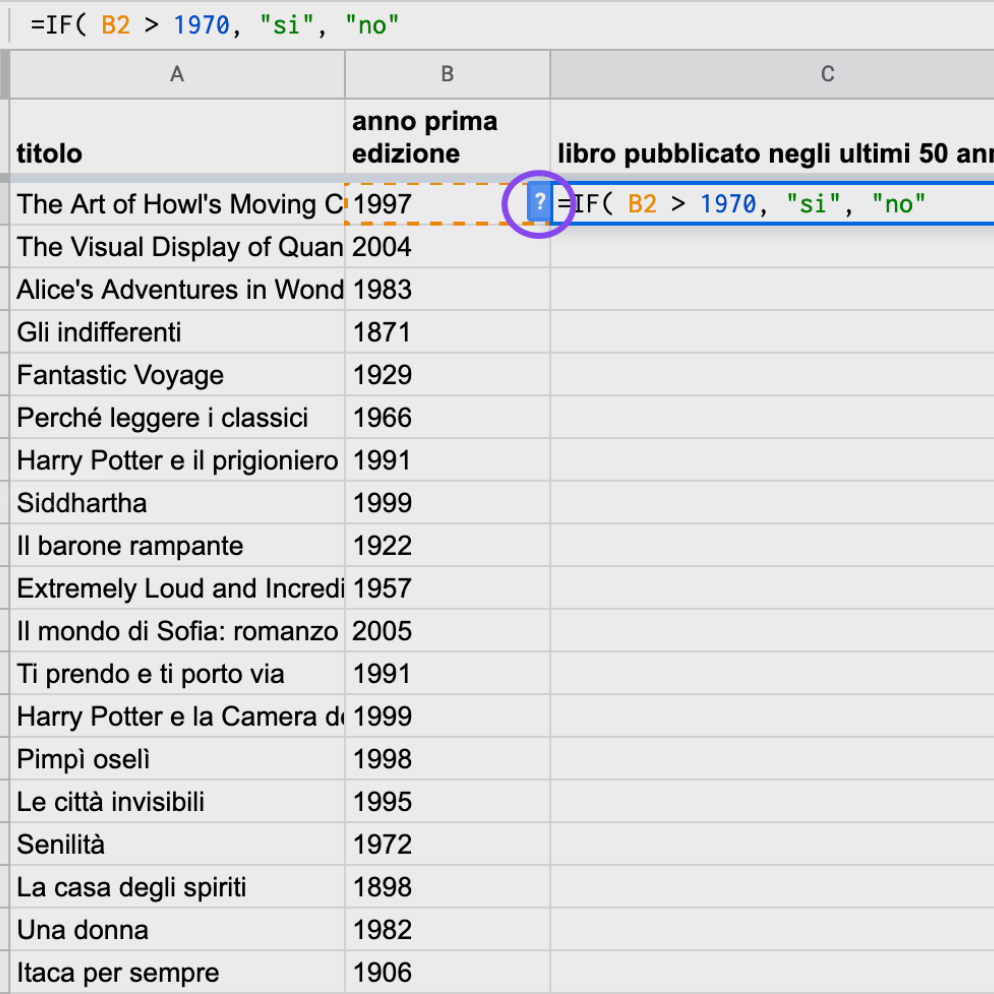 =IF( B2 > 1970, "si", "no"
A B C
titolo anno prima edizione libro pubblicato negli ultimi 50
The Art of Howl's Moving 1997 ? =IF( B2 > 1970, "si", "no"
The Visual Display of 2004
Alice's Adventures in 1983
Gli indifferenti 1871
Fantastic Voyage 1929
Perché leggere i classici 1966
Harry Potter e il prigioniero 1991
Siddhartha 1999
Il barone rampante 1922
Extremely Loud and 1957
Il mondo di Sofia: romanzo 2005
Ti prendo e ti porto via 1991
Harry Potter e la Camera 1999
Pimpì oselì 1998
Le città invisibili 1995
Senilità 1972
La casa degli spiriti 1898
Una donna 1982
Itaca per sempre 1906